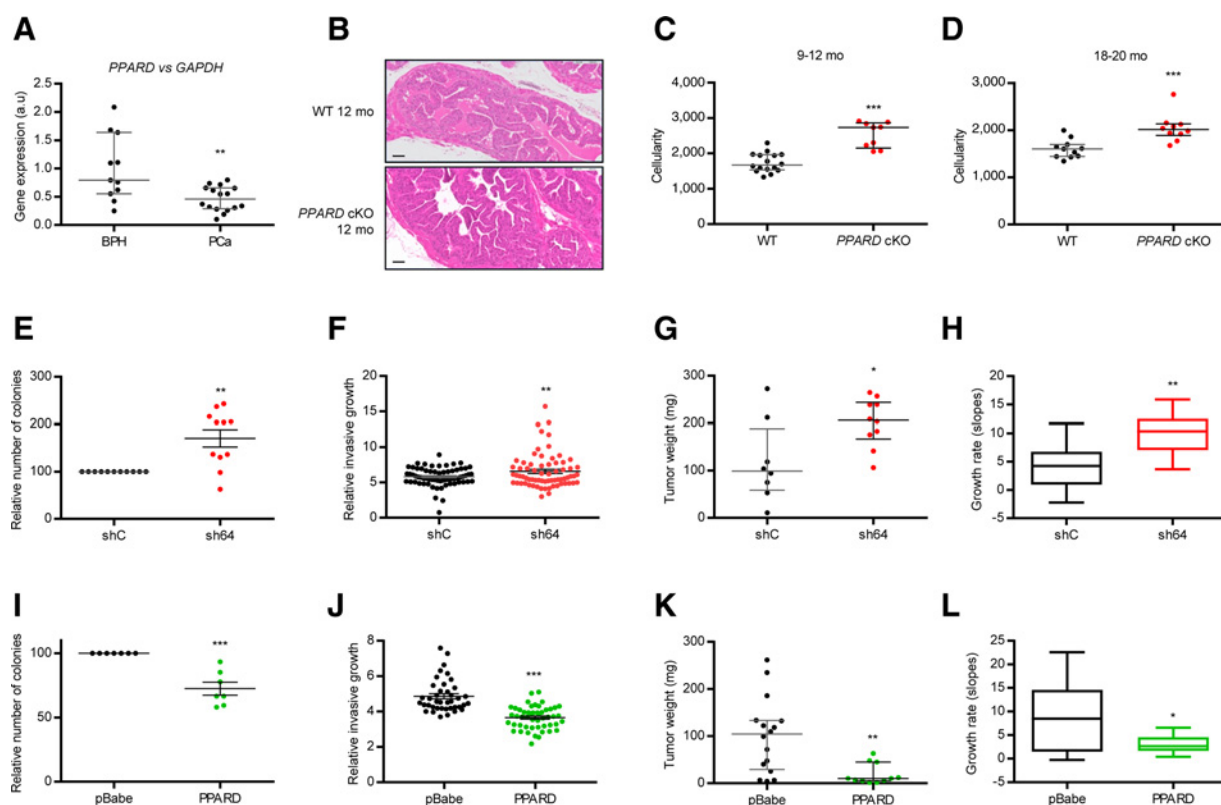 A
PPARD vs GAPDH
Gene expression (a.u)
2.5
2.0
1.5
1.0
0.5
0.0
**
BPH
PCa
B
WT 12 mo
PPARD cKO
12 mo
C
9-12 mo
Cellularity
4,000
3,000
2,000
1,000
0
***
WT
PPARD cKO
D
18-20 mo
Cellularity
3,000
2,000
1,000
0
***
WT
PPARD cKO
E
Relative number of colonies
300
200
100
0
**
shC
sh64
F
Relative invasive growth
20
15
10
5
0
**
shC
sh64
G
Tumor weight (mg)
300
200
100
0
*
shC
sh64
H
Growth rate (slopes)
20
15
10
5
0
-5
**
shC
sh64
I
Relative number of colonies
100
50
0
***
pBabe
PPARD
J
Relative invasive growth
8
6
4
2
0
***
pBabe
PPARD
K
Tumor weight (mg)
300
200
100
0
**
pBabe
PPARD
L
Growth rate (slopes)
25
20
15
10
5
0
-5
*
pBabe
PPARD